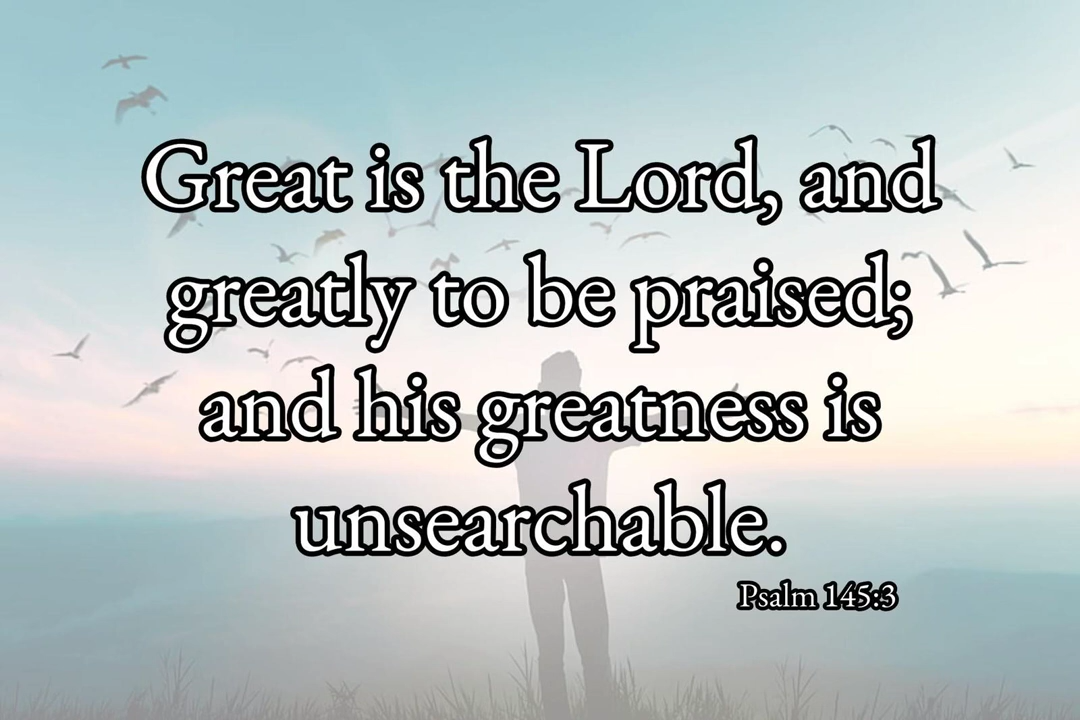 Great is the Lord, and
greatly to be praised;
and his greatness is
unsearchable.
Psalm 145:3